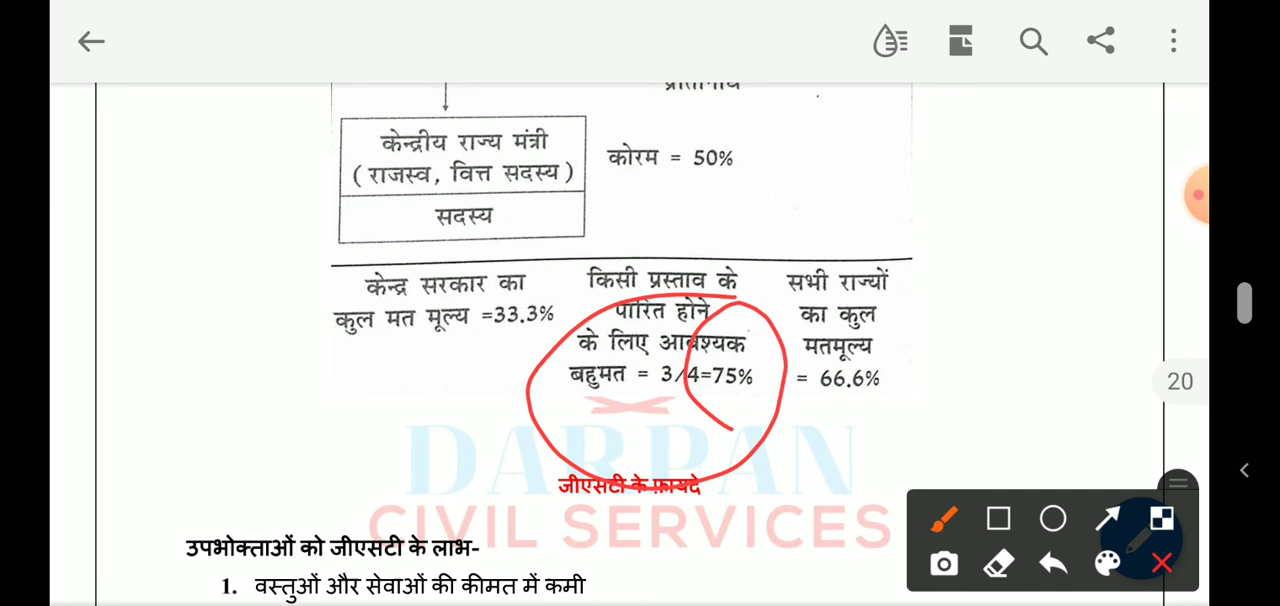 केन्द्रीय राज्य मंत्री
( राजस्व, वित्त सदस्य )
सदस्य
कोरम = 50%
केन्द्र सरकार का
कुल मत मूल्य =33.3%
किसी प्रस्ताव के
पारित होने
के लिए आवश्यक
बहुमत = 3/4=75%
सभी राज्यों
का कुल
मतमूल्य
= 66.6%
20
DARPAN
CIVIL SERVICES
जीएसटी के फ़ायदे
उपभोक्ताओं को जीएसटी के लाभ-
1. वस्तुओं और सेवाओं की कीमत में कमी